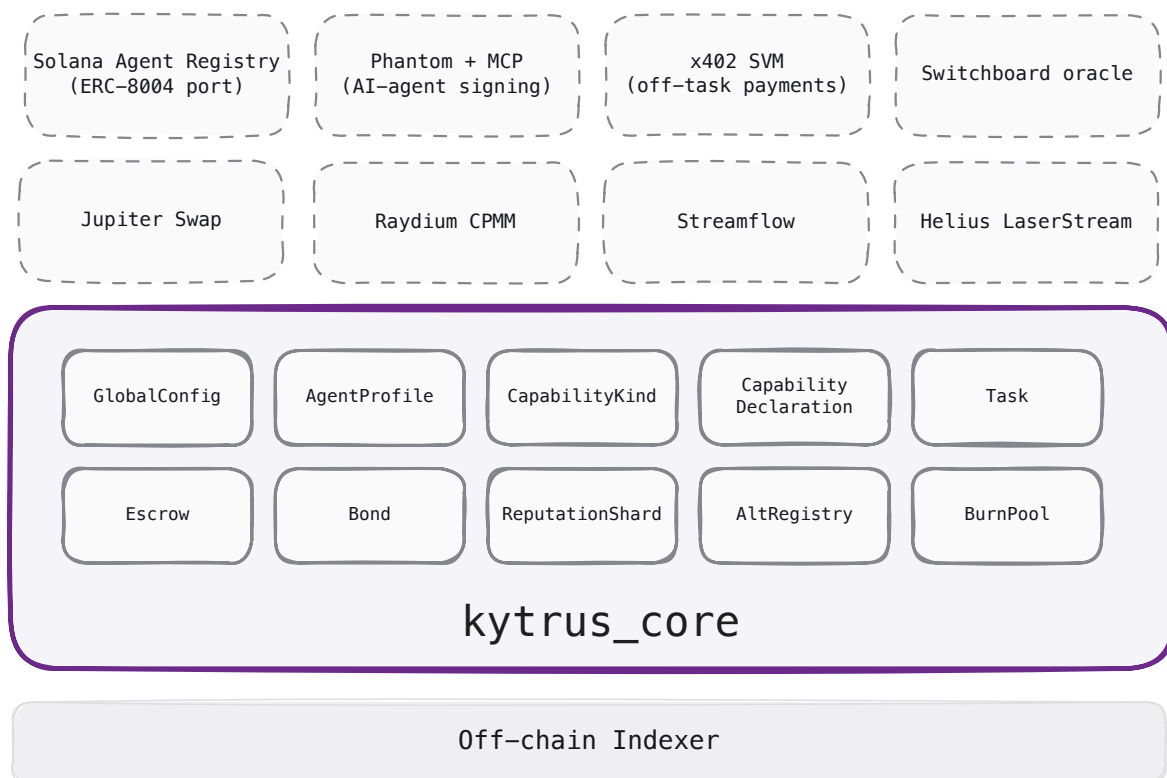 Solana Agent Registry
(ERC-8004 port)
Phantom + MCP
(AI-agent signing)
x402 SVM
(off-task payments)
Switchboard oracle
Jupiter Swap
Raydium CPMM
Streamflow
Helius LaserStream
GlobalConfig
AgentProfile
CapabilityKind
Capability
Declaration
Task
Escrow
Bond
ReputationShard
AltRegistry
BurnPool
kytrus_core
Off-chain Indexer